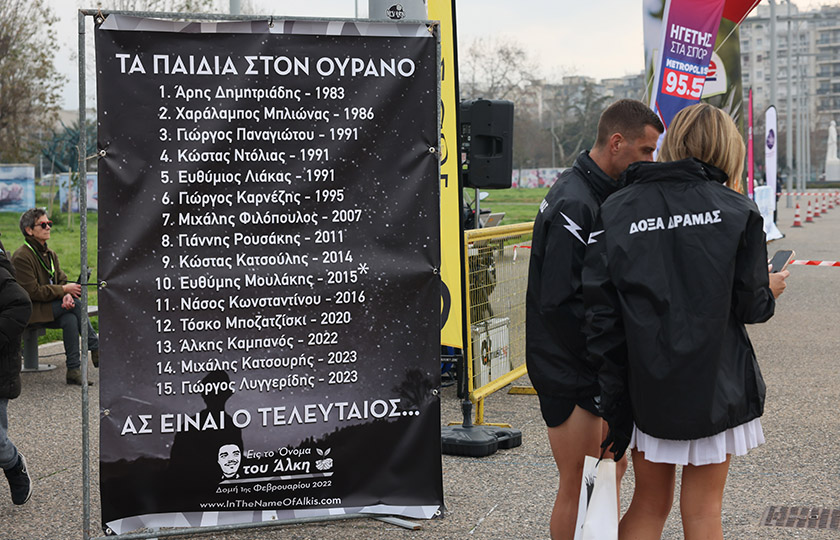 ΤΑ ΠΑΙΔΙΑ ΣΤΟΝ ΟΥΡΑΝΟ
1. Άρης Δημητριάδης - 1983
2. Χαράλαμπος Μπλιώνας - 1986
3. Γιώργος Παναγιώτου - 1991
4. Κώστας Ντόλιας - 1991
5. Ευθύμιος Λιάκας - 1991
6. Γιώργος Καρνέζης - 1995
7. Μιχάλης Φιλόπουλος - 2007
8. Γιάννης Ρουσάκης - 2011
9. Κώστας Κατσούλης - 2014
10. Ευθύμης Μουλάκης - 2015*
11. Νάσος Κωνσταντίνου - 2016
12. Τόσκο Μποζατζίσκι - 2020
13. Άλκης Καμπανός - 2022
14. Μιχάλης Κατσουρής - 2023
15. Γιώργος Λυγγερίδης - 2023
ΑΣ ΕΙΝΑΙ Ο ΤΕΛΕΥΤΑΙΟΣ...
Εις το Όνομα
του Άλκη
Δομή 1ης Φεβρουαρίου 2022
www.InTheNameOfAlkis.com
ΗΓΕΤΗΣ
ΣΤΑ ΣΠΟΡ
METROPOLIS
95.5
ΔΟΞΑ ΔΡΑΜΑΣ